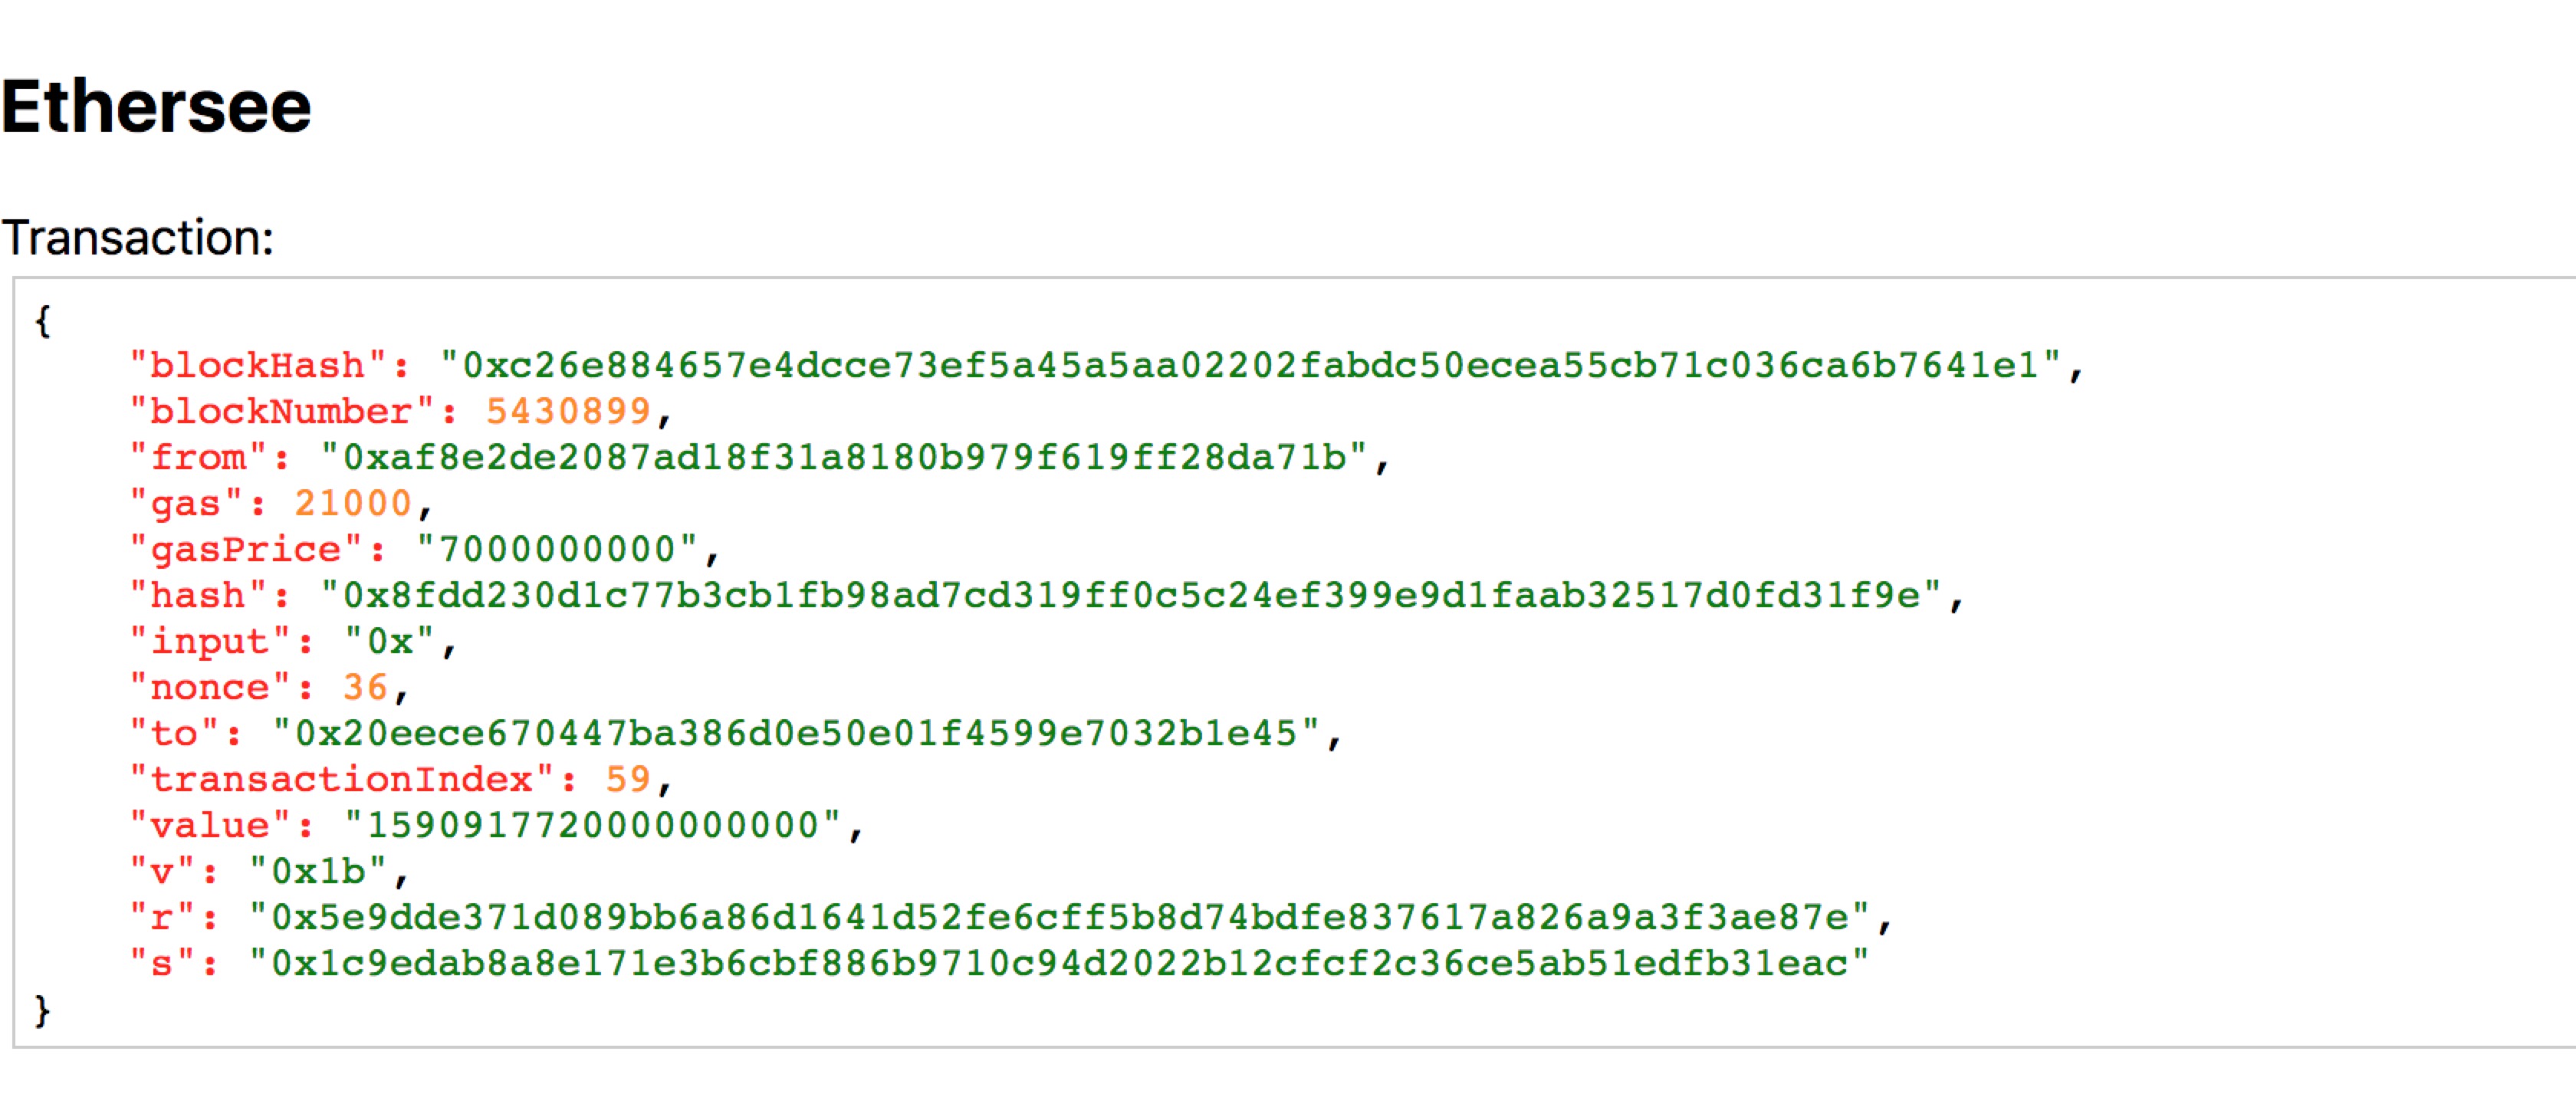 Ethersee
Transaction:
{
"blockHash": "0xc26e884657e4dcce73ef5a45a5aa02202fabdc50ecea55cb71c036ca6b7641e1",
"blockNumber": 5430899,
"from": "0xaf8e2de2087ad18f31a8180b979f619ff28da71b",
"gas": 21000,
"gasPrice": "7000000000",
"hash": "0x8fdd230d1c77b3cb1fb98ad7cd319ff0c5c24ef399e9d1faab32517d0fd31f9e",
"input": "0x",
"nonce": 36,
"to": "0x20eece670447ba386d0e50e01f4599e7032b1e45",
"transactionIndex": 59,
"value": "1590917720000000000",
"v": "0x1b",
"r": "0x5e9dde371d089bb6a86d1641d52fe6cff5b8d74bdfe837617a826a9a3f3ae87e",
"s": "0x1c9edab8a8e171e3b6cbf886b9710c94d2022b12cfcf2c36ce5ab51edfb31eac"
}